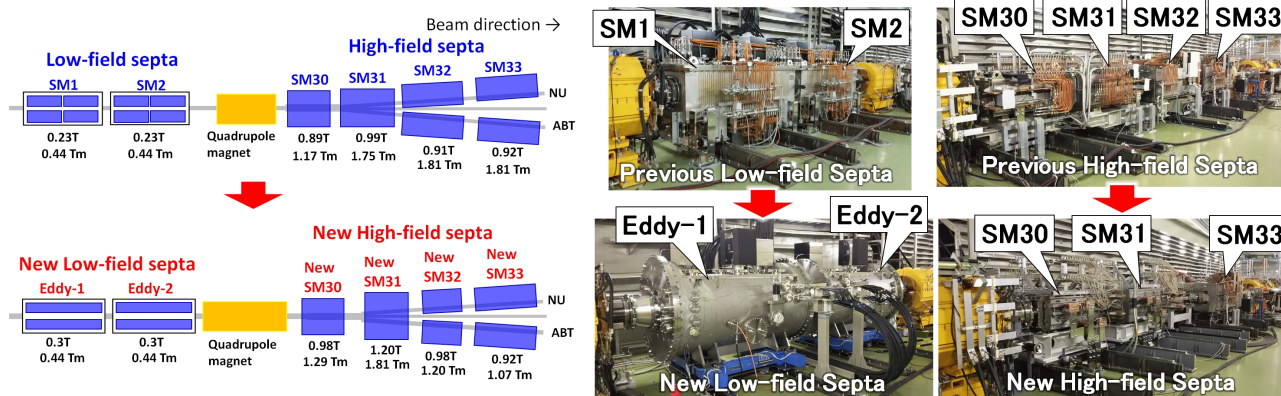 Beam direction →
Low-field septa
High-field septa
SM1
SM2
SM30
SM31
SM32
SM33
NU
ABT
0.23T
0.44 Tm
0.23T
0.44 Tm
Quadrupole
magnet
0.89T
1.17 Tm
0.99T
1.75 Tm
0.91T
1.81 Tm
0.92T
1.81 Tm
New Low-field septa
New High-field septa
Eddy-1
Eddy-2
New
SM30
New
SM31
New
SM32
New
SM33
NU
ABT
0.3T
0.44 Tm
0.3T
0.44 Tm
Quadrupole
magnet
0.98T
1.29 Tm
1.20T
1.81 Tm
0.98T
1.20 Tm
0.92T
1.07 Tm
SM1
SM2
Previous Low-field Septa
SM30
SM31
SM32
SM33
Previous High-field Septa
Eddy-1
Eddy-2
New Low-field Septa
SM30
SM31
SM33
New High-field Septa